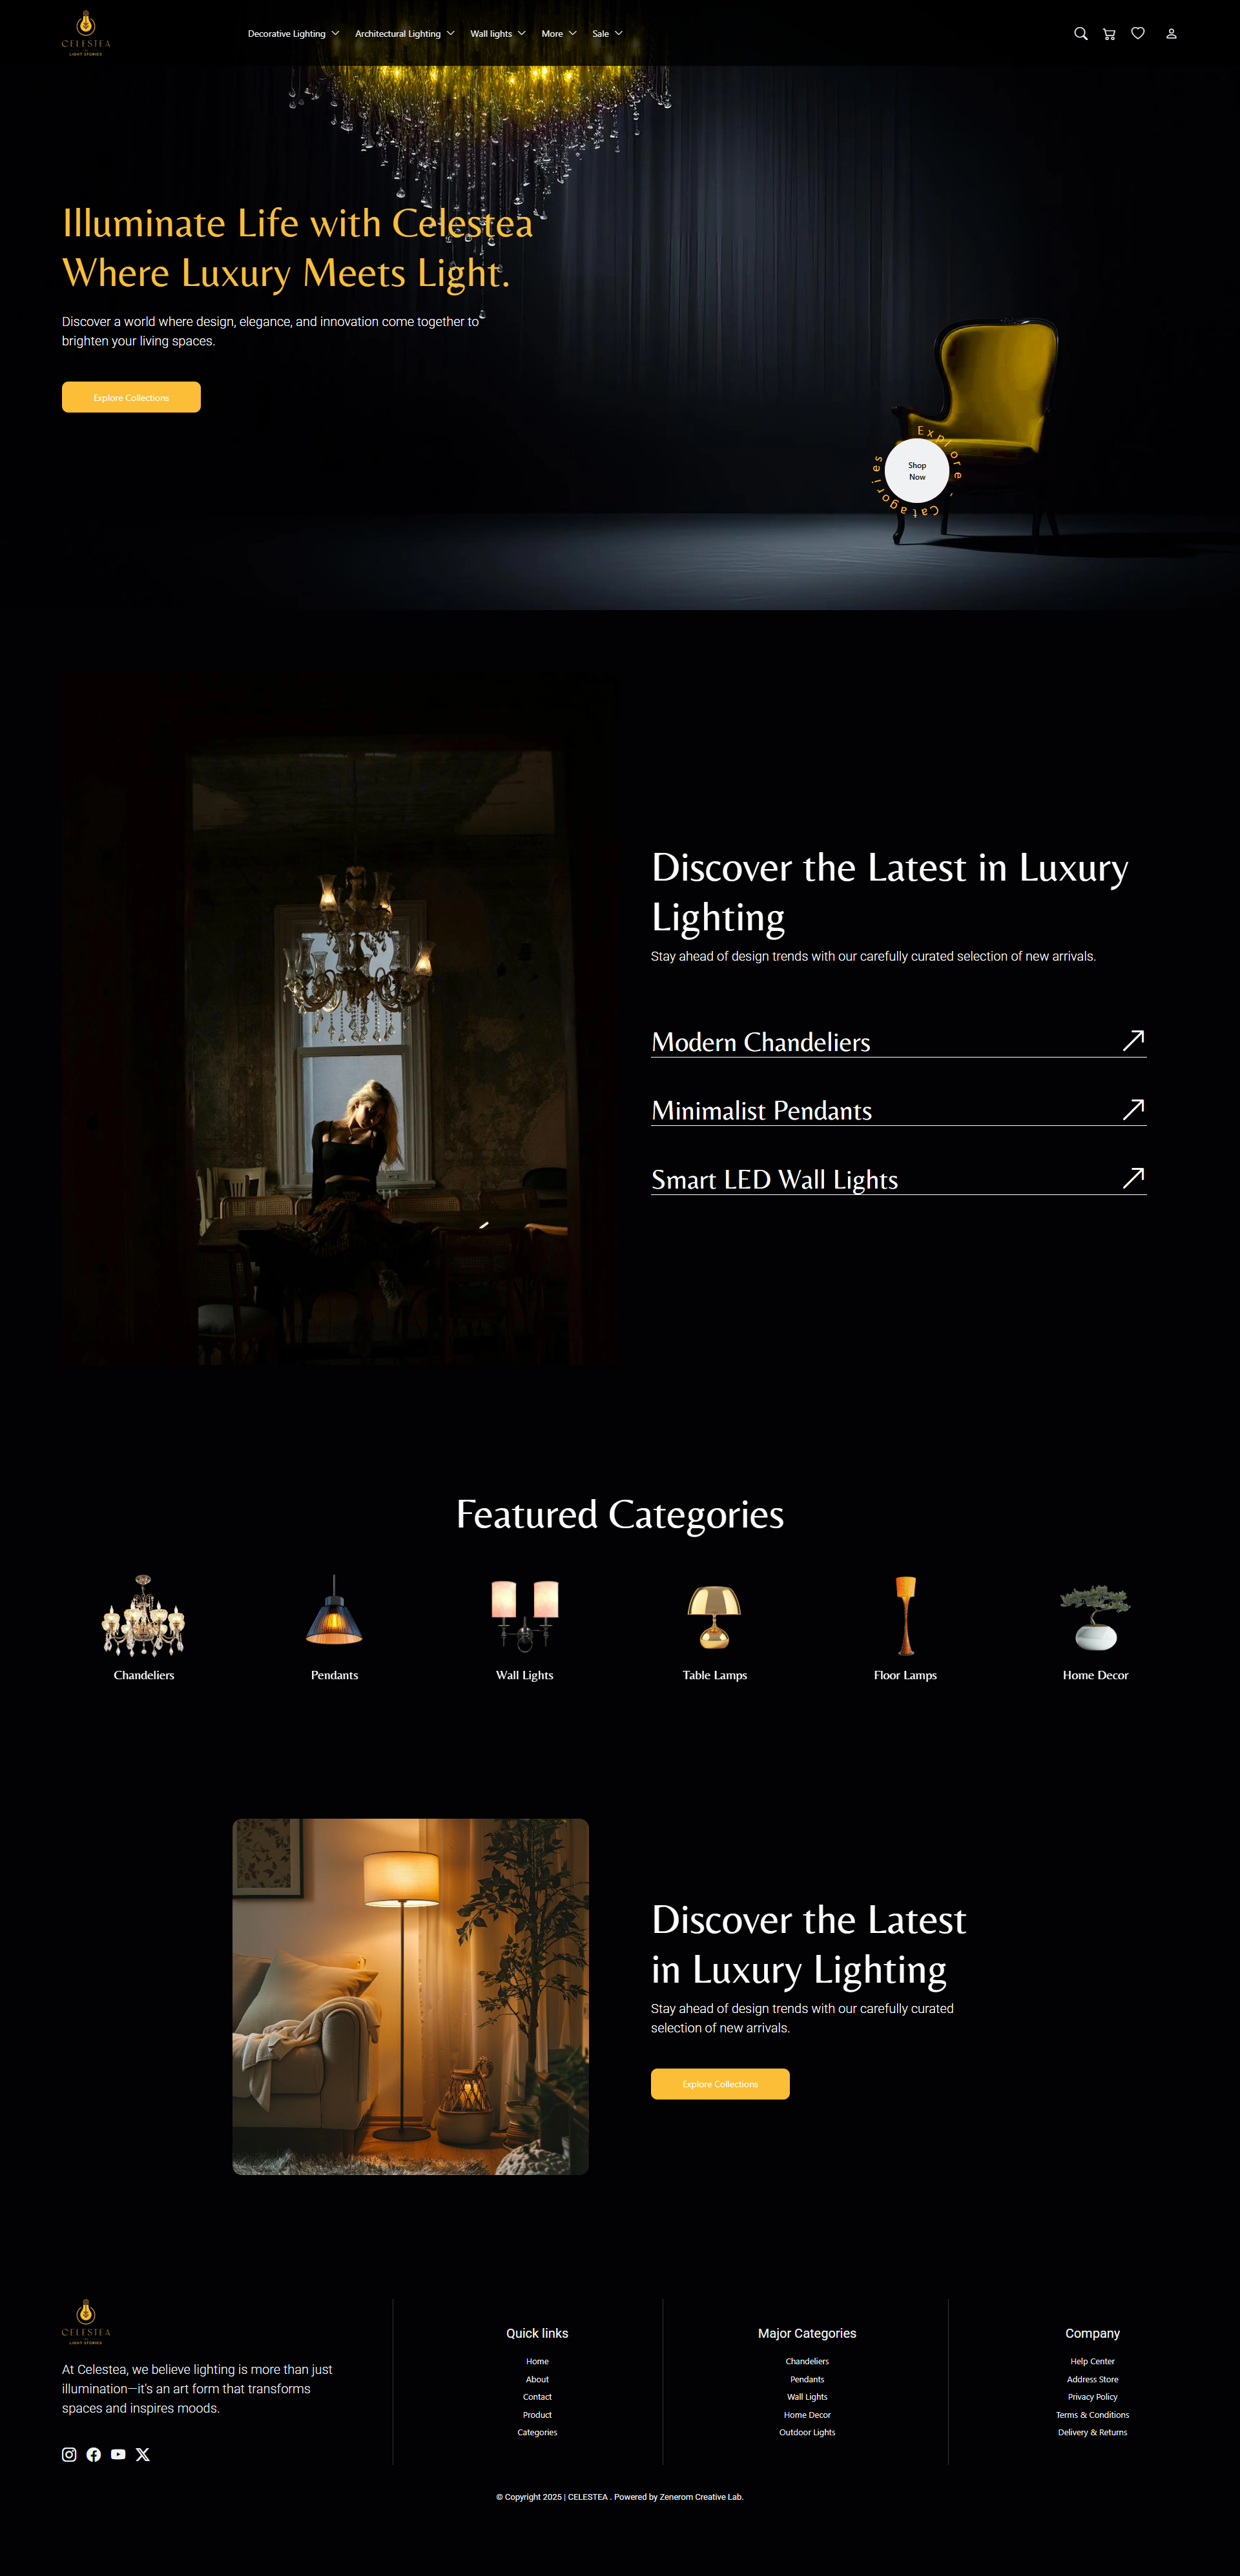 CELESTEA
LIGHT STORIES
Decorative Lighting
Architectural Lighting
Wall lights
More
Sale
Illuminate Life with Celestea
Where Luxury Meets Light.
Discover a world where design, elegance, and innovation come together to
brighten your living spaces.
Explore Collections
Explore - Catagories
Shop
Now
Discover the Latest in Luxury
Lighting
Stay ahead of design trends with our carefully curated selection of new arrivals.
Modern Chandeliers
Minimalist Pendants
Smart LED Wall Lights
Featured Categories
Chandeliers
Pendants
Wall Lights
Table Lamps
Floor Lamps
Home Decor
Discover the Latest
in Luxury Lighting
Stay ahead of design trends with our carefully curated
selection of new arrivals.
Explore Collections
CELESTEA
LIGHT STORIES
At Celestea, we believe lighting is more than just
illumination—it's an art form that transforms
spaces and inspires moods.
Quick links
Home
About
Contact
Product
Categories
Major Categories
Chandeliers
Pendants
Wall Lights
Home Decor
Outdoor Lights
Company
Help Center
Address Store
Privacy Policy
Terms & Conditions
Delivery & Returns
© Copyright 2025 | CELESTEA . Powered by Zenerom Creative Lab.